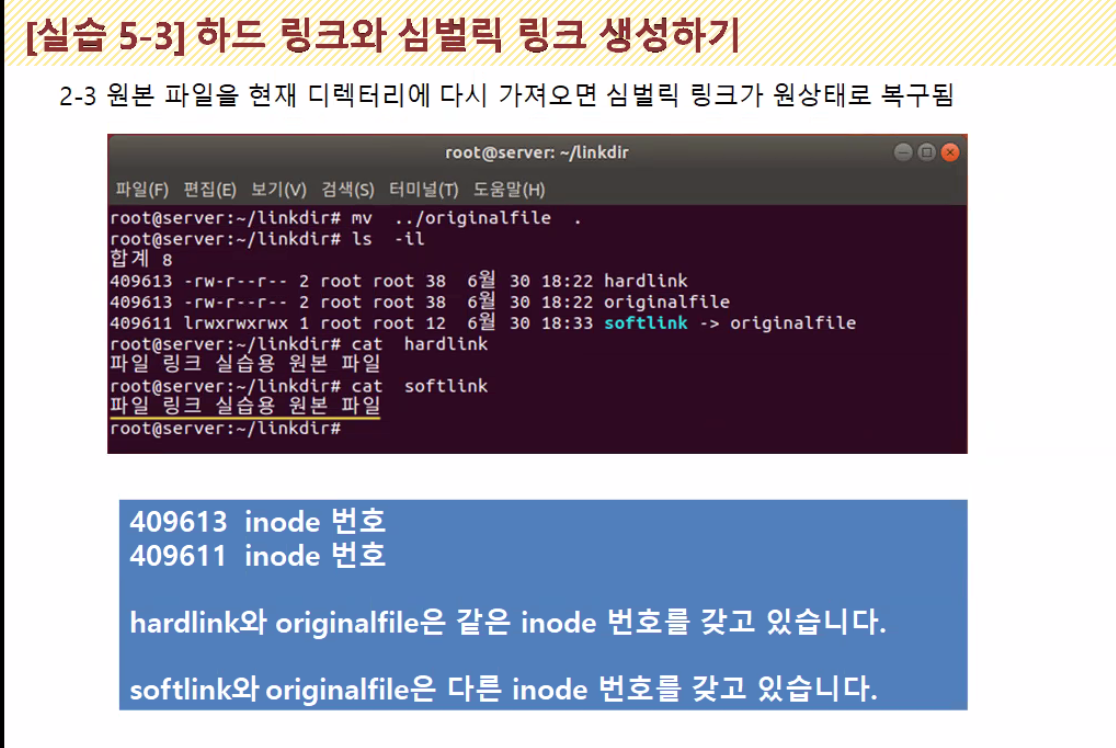 [실습 5-3] 하드 링크와 심벌릭 링크 생성하기
2-3 원본 파일을 현재 디렉터리에 다시 가져오면 심벌릭 링크가 원상태로 복구됨
root@server: ~/linkdir
파일(F) 편집(E) 보기(V) 검색(S) 터미널(T) 도움말(H)
root@server:~/linkdir# mv  ../originalfile  .
root@server:~/linkdir# ls  -il
합계 8
409613 -rw-r--r-- 2 root root 38  6월 30 18:22 hardlink
409613 -rw-r--r-- 2 root root 38  6월 30 18:22 originalfile
409611 lrwxrwxrwx 1 root root 12  6월 30 18:33 softlink -> originalfile
root@server:~/linkdir# cat  hardlink
파일 링크 실습용 원본 파일
root@server:~/linkdir# cat  softlink
파일 링크 실습용 원본 파일
root@server:~/linkdir#
409613 inode 번호
409611 inode 번호
hardlink와 originalfile은 같은 inode 번호를 갖고 있습니다.
softlink와 originalfile은 다른 inode 번호를 갖고 있습니다.